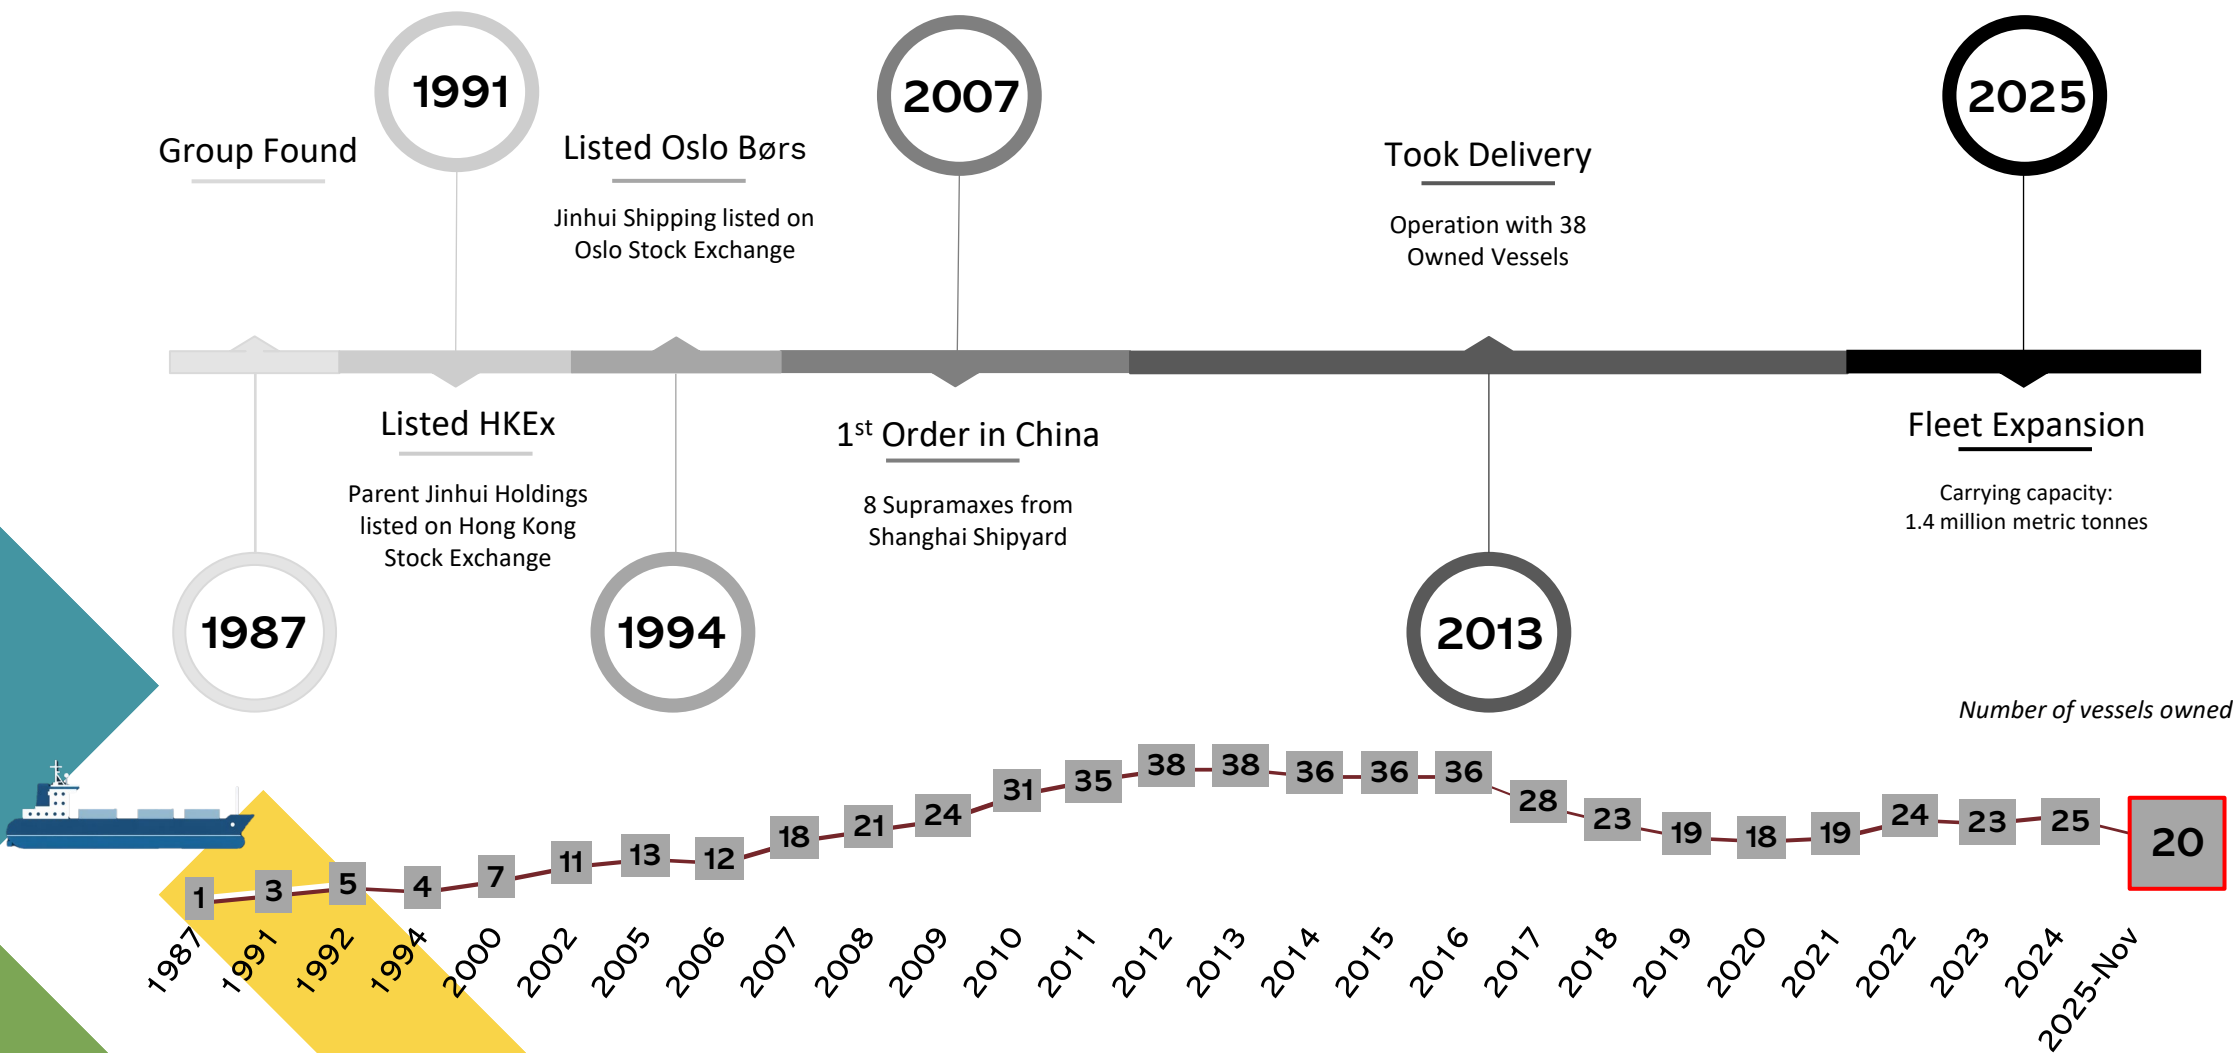 1991
2007
2025
Group Found
Listed Oslo Børs
Jinhui Shipping listed on
Oslo Stock Exchange
Took Delivery
Operation with 38
Owned Vessels
Listed HKEx
Parent Jinhui Holdings
listed on Hong Kong
Stock Exchange
1st Order in China
8 Supramaxes from
Shanghai Shipyard
Fleet Expansion
Carrying capacity:
1.4 million metric tonnes
1987
1994
2013
Number of vessels owned
1 3 5 4 7 11 13 12 18 21 24 31 35 38 38 36 36 36 28 23 19 18 19 24 23 25 20
1987 1991 1992 1994 2000 2002 2005 2006 2007 2008 2009 2010 2011 2012 2013 2014 2015 2016 2017 2018 2019 2020 2021 2022 2023 2024 2025-Nov